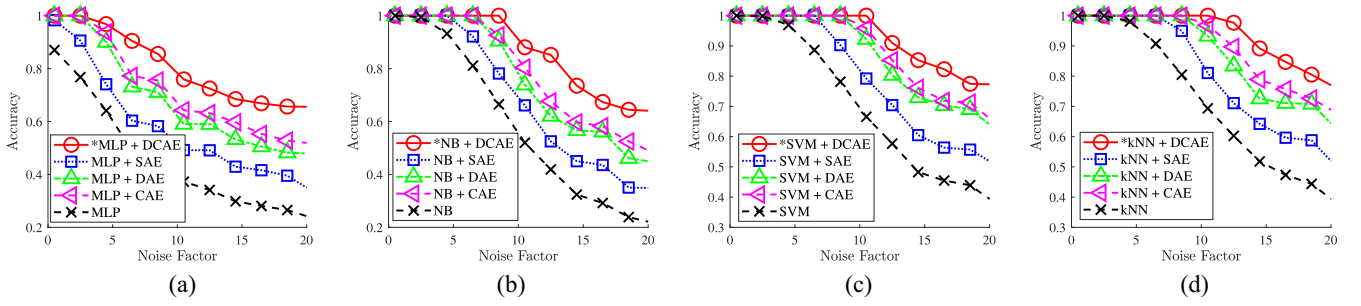 1
0.8
0.6
0.4
0.2
Accuracy
*MLP + DCAE
MLP + SAE
MLP + DAE
MLP + CAE
MLP
0 5 10 15 20
Noise Factor
(a)
1
0.8
0.6
0.4
0.2
Accuracy
*NB + DCAE
NB + SAE
NB + DAE
NB + CAE
NB
0 5 10 15 20
Noise Factor
(b)
1
0.9
0.8
0.7
0.6
0.5
0.4
0.3
Accuracy
*SVM + DCAE
SVM + SAE
SVM + DAE
SVM + CAE
SVM
0 5 10 15 20
Noise Factor
(c)
1
0.9
0.8
0.7
0.6
0.5
0.4
0.3
Accuracy
*kNN + DCAE
kNN + SAE
kNN + DAE
kNN + CAE
kNN
0 5 10 15 20
Noise Factor
(d)